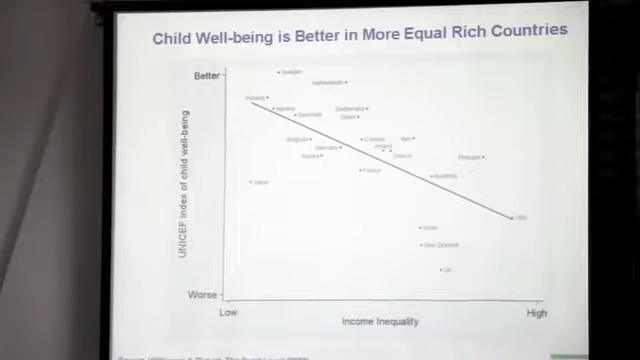 Child Well-being is Better in More Equal Rich Countries
Better
Sweden
Netherlands
Finland
Norway
Denmark
Switzerland
Spain
Belgium
Germany
Austria
Canada
Ireland
Italy
Greece
Portugal
France
Australia
Japan
USA
Israel
New Zealand
UK
UNICEF index of child well-being
Worse
Low
High
Income Inequality